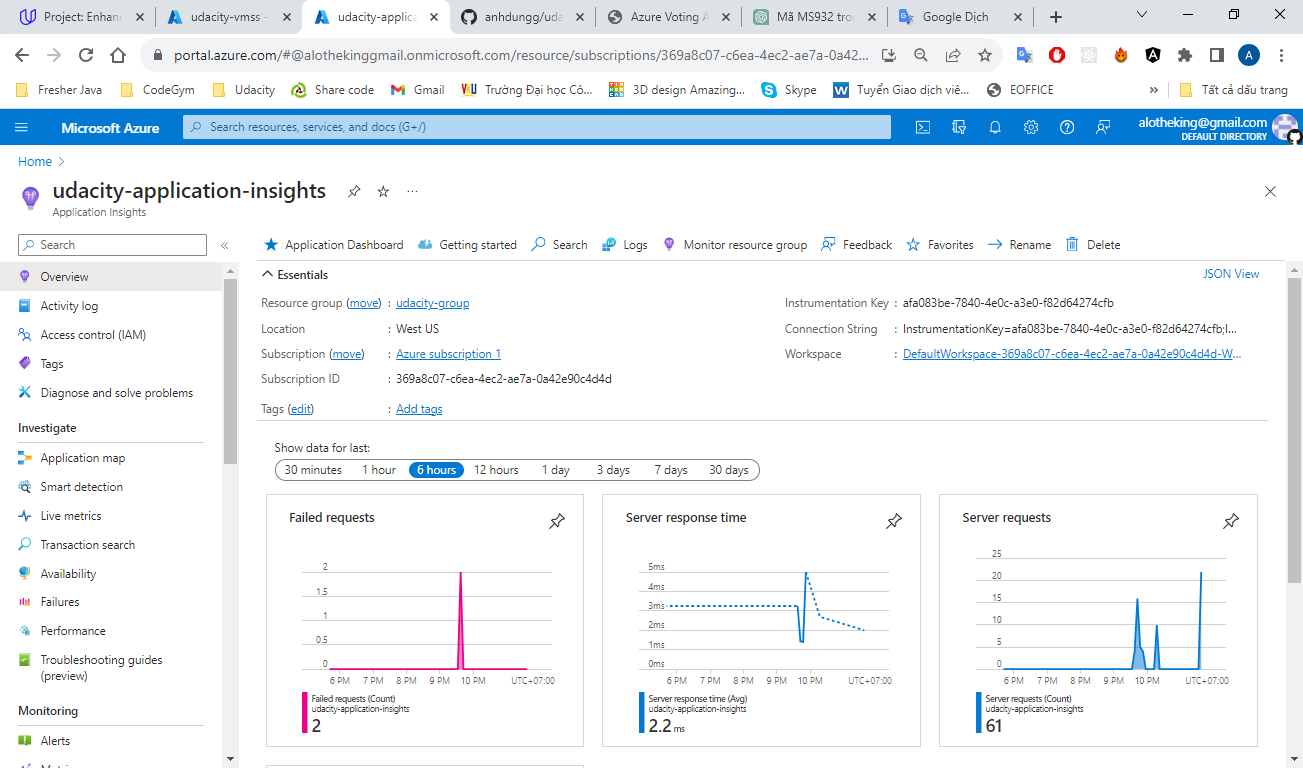 Project: Enhanc
udacity-vmss -
udacity-applica
anhdungg/uda
Azure Voting A
Mã MS932 tron
Google Dịch
portal.azure.com/#@alothekinggmail.onmicrosoft.com/resource/subscriptions/369a8c07-c6ea-4ec2-ae7a-0a42...
A
Fresher Java
CodeGym
Udacity
Share code
Gmail
Trường Đại học Cô...
3D design Amazing...
Skype
Tuyển Giao dịch viê...
EOFFICE
»
Tất cả dấu trang
Microsoft Azure
Search resources, services, and docs (G+/)
alotheking@gmail.com
DEFAULT DIRECTORY
Home
udacity-application-insights
Application Insights
Search
«
Application Dashboard
Getting started
Search
Logs
Monitor resource group
Feedback
Favorites
Rename
Delete
Overview
Activity log
Access control (IAM)
Tags
Diagnose and solve problems
Investigate
Application map
Smart detection
Live metrics
Transaction search
Availability
Failures
Performance
Troubleshooting guides
(preview)
Monitoring
Alerts
Essentials
JSON View
Resource group (move) : udacity-group
Location : West US
Subscription (move) : Azure subscription 1
Subscription ID : 369a8c07-c6ea-4ec2-ae7a-0a42e90c4d4d
Tags (edit) : Add tags
Instrumentation Key : afa083be-7840-4e0c-a3e0-f82d64274cfb
Connection String : InstrumentationKey=afa083be-7840-4e0c-a3e0-f82d64274cfb;I...
Workspace : DefaultWorkspace-369a8c07-c6ea-4ec2-ae7a-0a42e90c4d4d-W...
Show data for last:
30 minutes 1 hour 6 hours 12 hours 1 day 3 days 7 days 30 days
Failed requests
2
1.5
1
0.5
0
6 PM 7 PM 8 PM 9 PM 10 PM UTC+07:00
Failed requests (Count)
udacity-application-insights
2
Server response time
5ms
4ms
3ms
2ms
1ms
0ms
6 PM 7 PM 8 PM 9 PM 10 PM UTC+07:00
Server response time (Avg)
udacity-application-insights
2.2 ms
Server requests
25
20
15
10
5
0
6 PM 7 PM 8 PM 9 PM 10 PM UTC+07:00
Server requests (Count)
udacity-application-insights
61